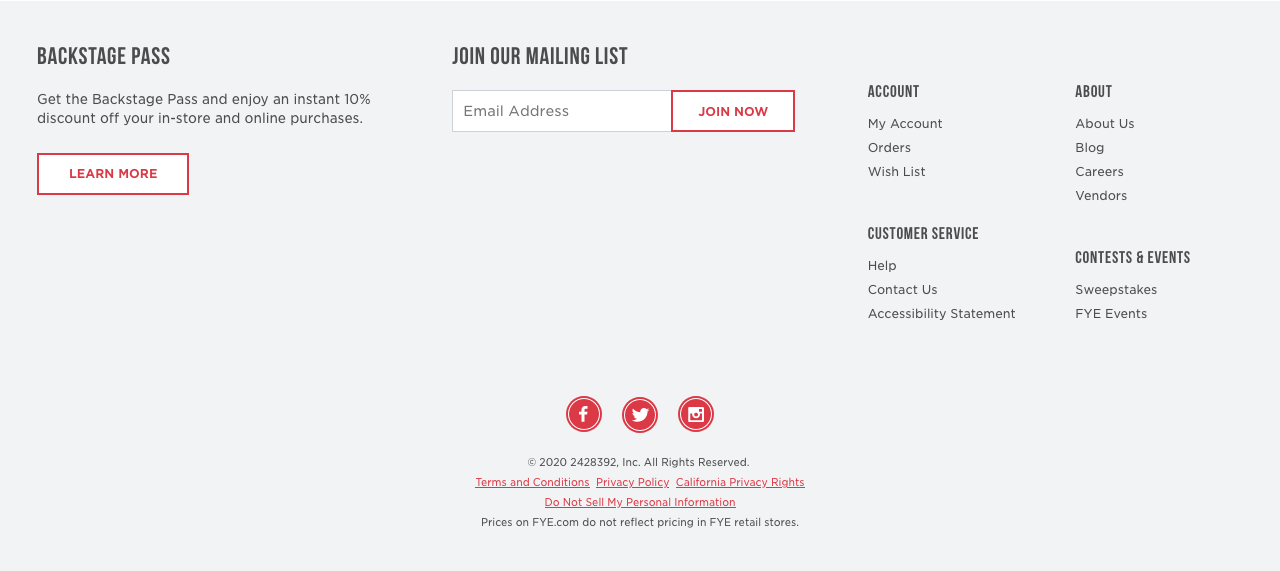 BACKSTAGE PASS
Get the Backstage Pass and enjoy an instant 10%
discount off your in-store and online purchases.
LEARN MORE
JOIN OUR MAILING LIST
Email Address
JOIN NOW
ACCOUNT
My Account
Orders
Wish List
CUSTOMER SERVICE
Help
Contact Us
Accessibility Statement
ABOUT
About Us
Blog
Careers
Vendors
CONTESTS & EVENTS
Sweepstakes
FYE Events
© 2020 2428392, Inc. All Rights Reserved.
Terms and Conditions Privacy Policy California Privacy Rights
Do Not Sell My Personal Information
Prices on FYE.com do not reflect pricing in FYE retail stores.